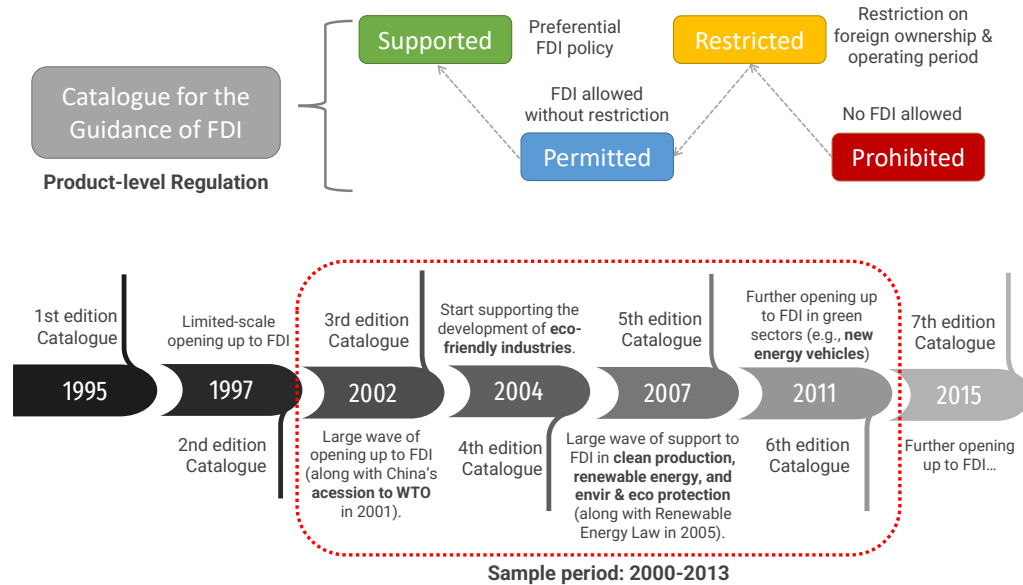 Supported
Preferential
FDI policy
Restricted
Restriction on
foreign ownership &
operating period
Catalogue for the
Guidance of FDI
Product-level Regulation
FDI allowed
without restriction
Permitted
No FDI allowed
Prohibited
1st edition
Catalogue
1995
Limited-scale
opening up to FDI
1997
2nd edition
Catalogue
3rd edition
Catalogue
2002
Large wave of
opening up to FDI
(along with China's
acession to WTO
in 2001).
Start supporting the
development of eco-
friendly industries.
2004
4th edition
Catalogue
5th edition
Catalogue
2007
Large wave of support to
FDI in clean production,
renewable energy, and
envir & eco protection
(along with Renewable
Energy Law in 2005).
Further opening up
to FDI in green
sectors (e.g., new
energy vehicles)
2011
6th edition
Catalogue
7th edition
Catalogue
2015
Further opening
up to FDI...
Sample period: 2000-2013